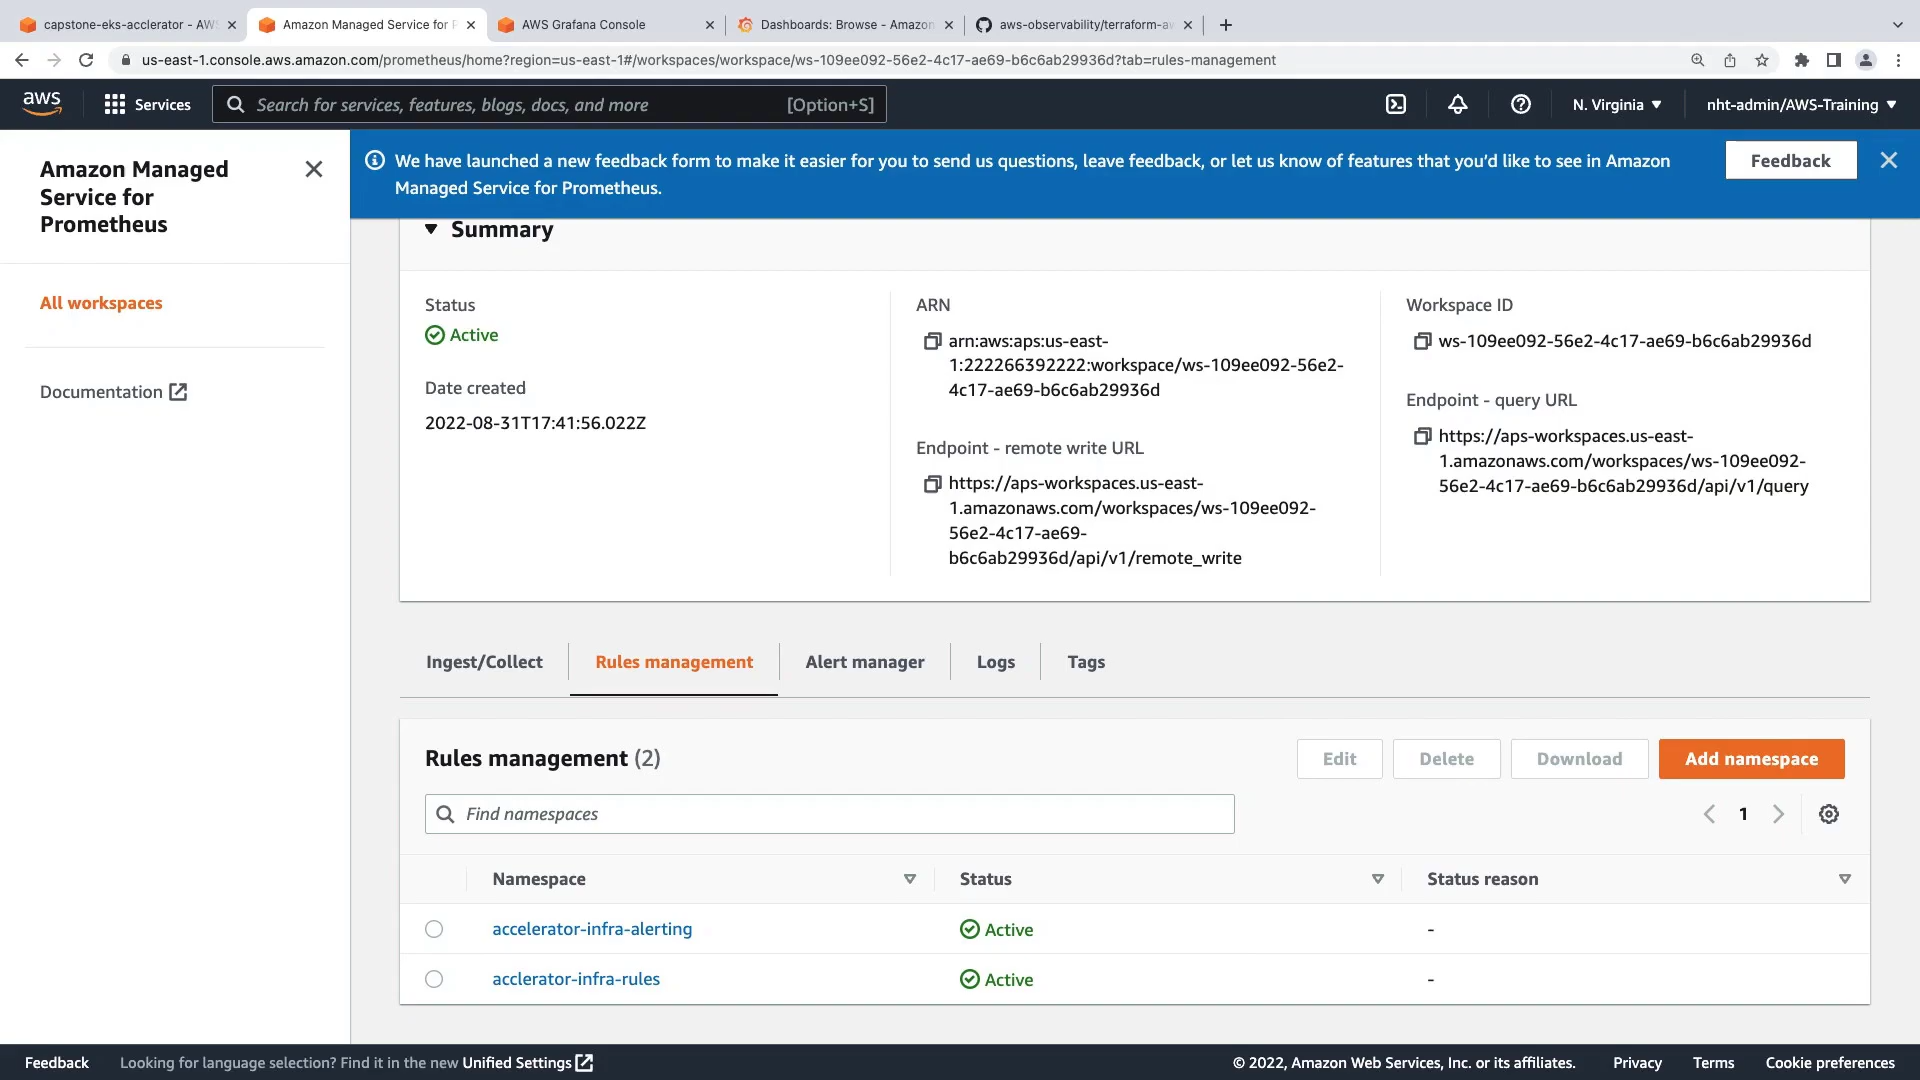 capstone-eks-acclerator - AWS
Amazon Managed Service for P
AWS Grafana Console
Dashboards: Browse - Amazon
aws-observability/terraform-aw
us-east-1.console.aws.amazon.com/prometheus/home?region=us-east-1#/workspaces/workspace/ws-109ee092-56e2-4c17-ae69-b6c6ab29936d?tab=rules-management
aws
Services
Search for services, features, blogs, docs, and more
[Option+S]
N. Virginia
nht-admin/AWS-Training
Amazon Managed
Service for
Prometheus
All workspaces
Documentation
We have launched a new feedback form to make it easier for you to send us questions, leave feedback, or let us know of features that you'd like to see in Amazon
Managed Service for Prometheus.
Feedback
Summary
Status
Active
Date created
2022-08-31T17:41:56.022Z
ARN
arn:aws:aps:us-east-
1:222266392222:workspace/ws-109ee092-56e2-
4c17-ae69-b6c6ab29936d
Endpoint - remote write URL
https://aps-workspaces.us-east-
1.amazonaws.com/workspaces/ws-109ee092-
56e2-4c17-ae69-
b6c6ab29936d/api/v1/remote_write
Workspace ID
ws-109ee092-56e2-4c17-ae69-b6c6ab29936d
Endpoint - query URL
https://aps-workspaces.us-east-
1.amazonaws.com/workspaces/ws-109ee092-
56e2-4c17-ae69-b6c6ab29936d/api/v1/query
Ingest/Collect
Rules management
Alert manager
Logs
Tags
Rules management (2)
Edit
Delete
Download
Add namespace
Find namespaces
1
Namespace
Status
Status reason
accelerator-infra-alerting
Active
-
acclerator-infra-rules
Active
-
Feedback
Looking for language selection? Find it in the new Unified Settings
© 2022, Amazon Web Services, Inc. or its affiliates.
Privacy
Terms
Cookie preferences